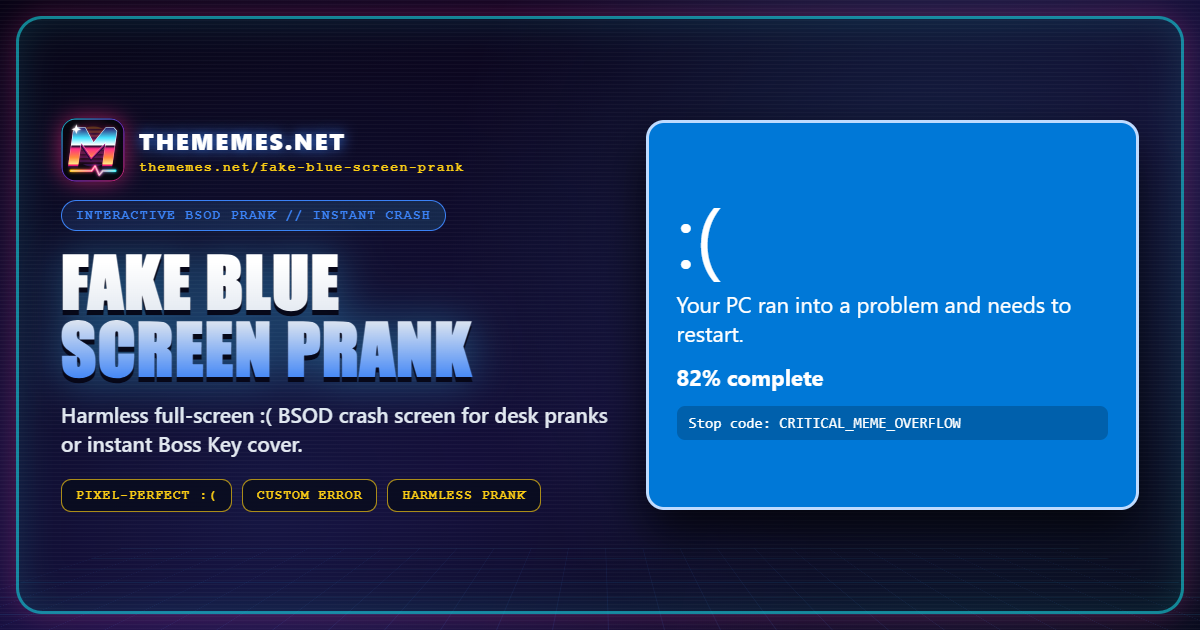 THEMEMES.NET
thememes.net/fake-blue-screen-prank
INTERACTIVE BSOD PRANK // INSTANT CRASH
FAKE BLUE
SCREEN PRANK
Harmless full-screen :( BSOD crash screen for desk pranks
or instant Boss Key cover.
PIXEL-PERFECT :(
CUSTOM ERROR
HARMLESS PRANK
:(
Your PC ran into a problem and needs to
restart.
82% complete
Stop code: CRITICAL_MEME_OVERFLOW